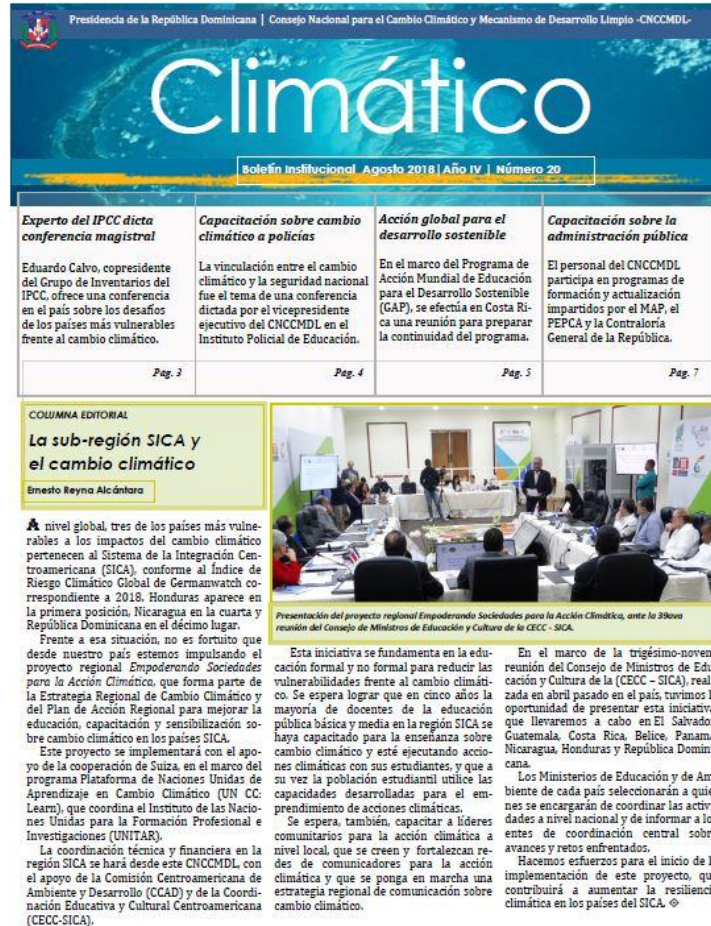 Presidencia de la República Dominicana | Consejo Nacional para el Cambio Climático y Mecanismo de Desarrollo Limpio -CNCCMDL-
Climático
Boletín Institucional Agosto 2018 | Año IV | Número 20
Experto del IPCC dicta
conferencia magistral
Eduardo Calvo, copresidente
del Grupo de Inventarios del
IPCC, ofrece una conferencia
en el país sobre los desafíos
de los países más vulnerables
frente al cambio climático.
Pág. 3
Capacitación sobre cambio
climático a policías
La vinculación entre el cambio
climático y la seguridad nacional
fue el tema de una conferencia
dictada por el vicepresidente
ejecutivo del CNCCMDL en el
Instituto Policial de Educación.
Pág. 4
Acción global para el
desarrollo sostenible
En el marco del Programa de
Acción Mundial de Educación
para el Desarrollo Sostenible
(GAP), se efectúa en Costa Ri-
ca una reunión para preparar
la continuidad del programa.
Pág. 5
Capacitación sobre la
administración pública
El personal del CNCCMDL
participa en programas de
formación y actualización
impartidos por el MAP, el
PEPCA y la Contraloría
General de la República.
Pág. 7
COLUMNA EDITORIAL
La sub-región SICA y
el cambio climático
Ernesto Reyna Alcántara
A nivel global, tres de los países más vulne-
rables a los impactos del cambio climático
pertenecen al Sistema de la Integración Cen-
troamericana (SICA), conforme al Índice de
Riesgo Climático Global de Germanwatch co-
rrespondiente a 2018. Honduras aparece en
la primera posición, Nicaragua en la cuarta y
República Dominicana en el décimo lugar.
Frente a esa situación, no es fortuito que
desde nuestro país estemos impulsando el
proyecto regional Empoderando Sociedades
para la Acción Climática, que forma parte de
la Estrategia Regional de Cambio Climático y
del Plan de Acción Regional para mejorar la
educación, capacitación y sensibilización so-
bre cambio climático en los países SICA.
Este proyecto se implementará con el apo-
yo de la cooperación de Suiza, en el marco del
programa Plataforma de Naciones Unidas de
Aprendizaje en Cambio Climático (UN CC:
Learn), que coordina el Instituto de las Nacio-
nes Unidas para la Formación Profesional e
Investigaciones (UNITAR).
La coordinación técnica y financiera en la
región SICA se hará desde este CNCCMDL, con
el apoyo de la Comisión Centroamericana de
Ambiente y Desarrollo (CCAD) y de la Coordi-
nación Educativa y Cultural Centroamericana
(CECC-SICA).
Presentación del proyecto regional Empoderando Sociedades para la Acción Climática, ante la 39ava
reunión del Consejo de Ministros de Educación y Cultura de la CECC - SICA.
Esta iniciativa se fundamenta en la edu-
cación formal y no formal para reducir las
vulnerabilidades frente al cambio climáti-
co. Se espera lograr que en cinco años la
mayoría de docentes de la educación
pública básica y media en la región SICA se
haya capacitado para la enseñanza sobre
cambio climático y esté ejecutando accio-
nes climáticas con sus estudiantes, y que a
su vez la población estudiantil utilice las
capacidades desarrolladas para el em-
prendimiento de acciones climáticas.
Se espera, también, capacitar a líderes
comunitarios para la acción climática a
nivel local, que se creen y fortalezcan re-
des de comunicadores para la acción
climática y que se ponga en marcha una
estrategia regional de comunicación sobre
cambio climático.
En el marco de la trigésimo-noven
reunión del Consejo de Ministros de Edu
cación y Cultura de la (CECC – SICA), real
zada en abril pasado en el país, tuvimos l
oportunidad de presentar esta iniciativa
que llevaremos a cabo en El Salvador
Guatemala, Costa Rica, Belice, Panamá
Nicaragua, Honduras y República Domini
cana.
Los Ministerios de Educación y de Am
biente de cada país seleccionarán a quie
nes se encargarán de coordinar las activi
dades a nivel nacional y de informar a lo
entes de coordinación central sobr
avances y retos enfrentados.
Hacemos esfuerzos para el inicio de l
implementación de este proyecto, qu
contribuirá a aumentar la resilienci
climática en los países del SICA.